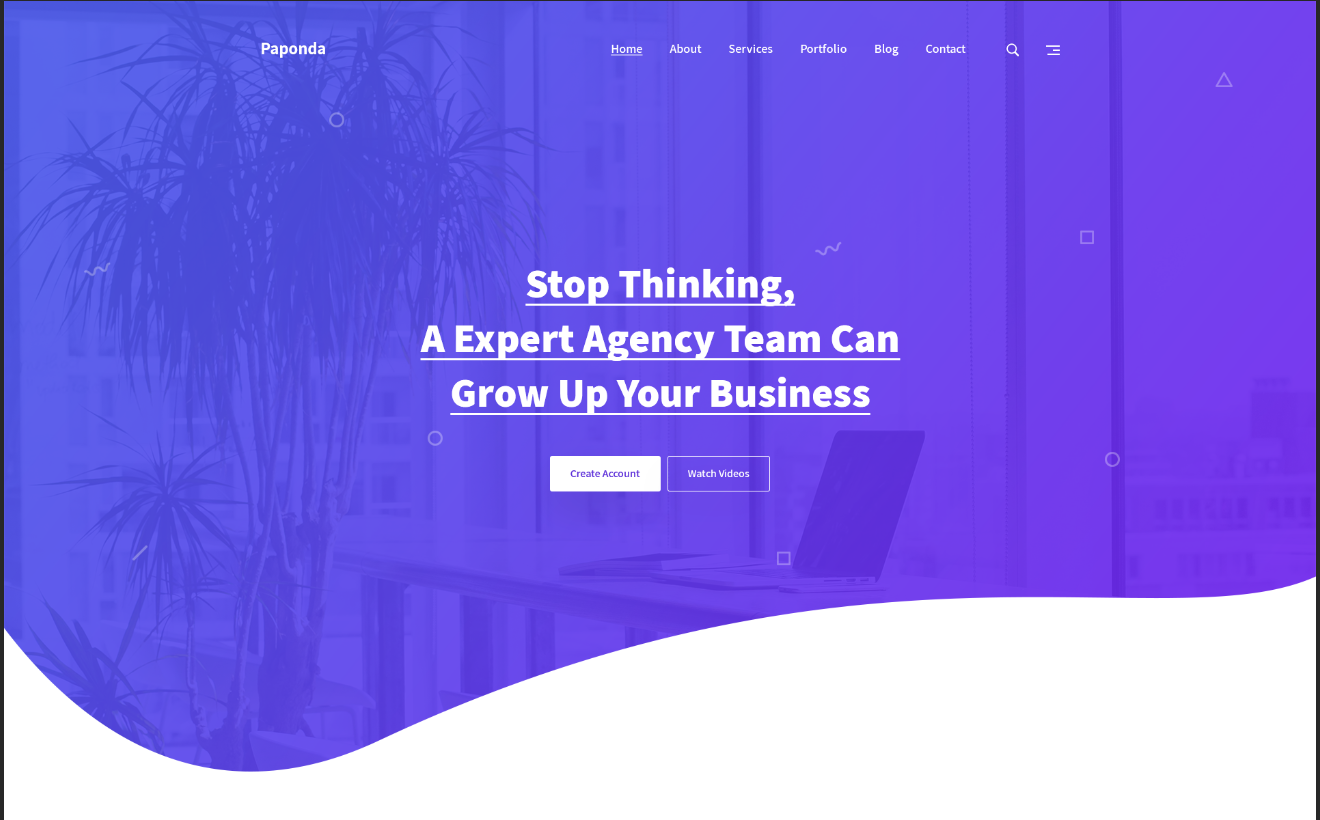 Paponda
Home About Services Portfolio Blog Contact
Stop Thinking,
A Expert Agency Team Can
Grow Up Your Business
Create Account Watch Videos